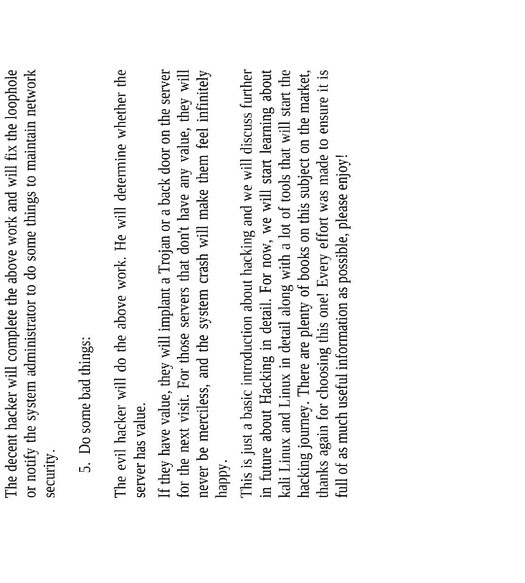 The decent hacker will complete the above work and will fix the loophole
or notify the system administrator to do some things to maintain network
security.
5. Do some bad things:
The evil hacker will do the above work. He will determine whether the
server has value.
If they have value, they will implant a Trojan or a back door on the server
for the next visit. For those servers that don't have any value, they will
never be merciless, and the system crash will make them feel infinitely
happy.
This is just a basic introduction about hacking and we will discuss further
in future about Hacking in detail. For now, we will start learning about
kali Linux and Linux in detail along with a lot of tools that will start the
hacking journey. There are plenty of books on this subject on the market,
thanks again for choosing this one! Every effort was made to ensure it is
full of as much useful information as possible, please enjoy!